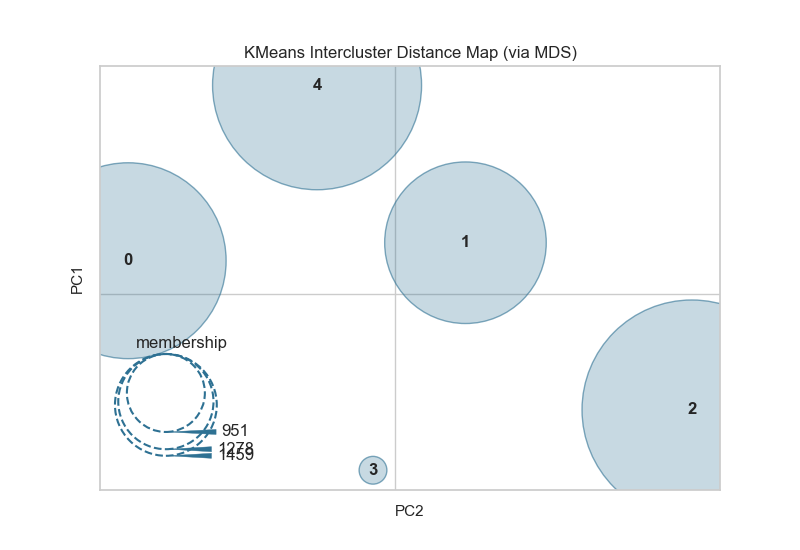 KMeans Intercluster Distance Map (via MDS)
4
1
0
PC1
membership
2
951
1278
1459
3
PC2